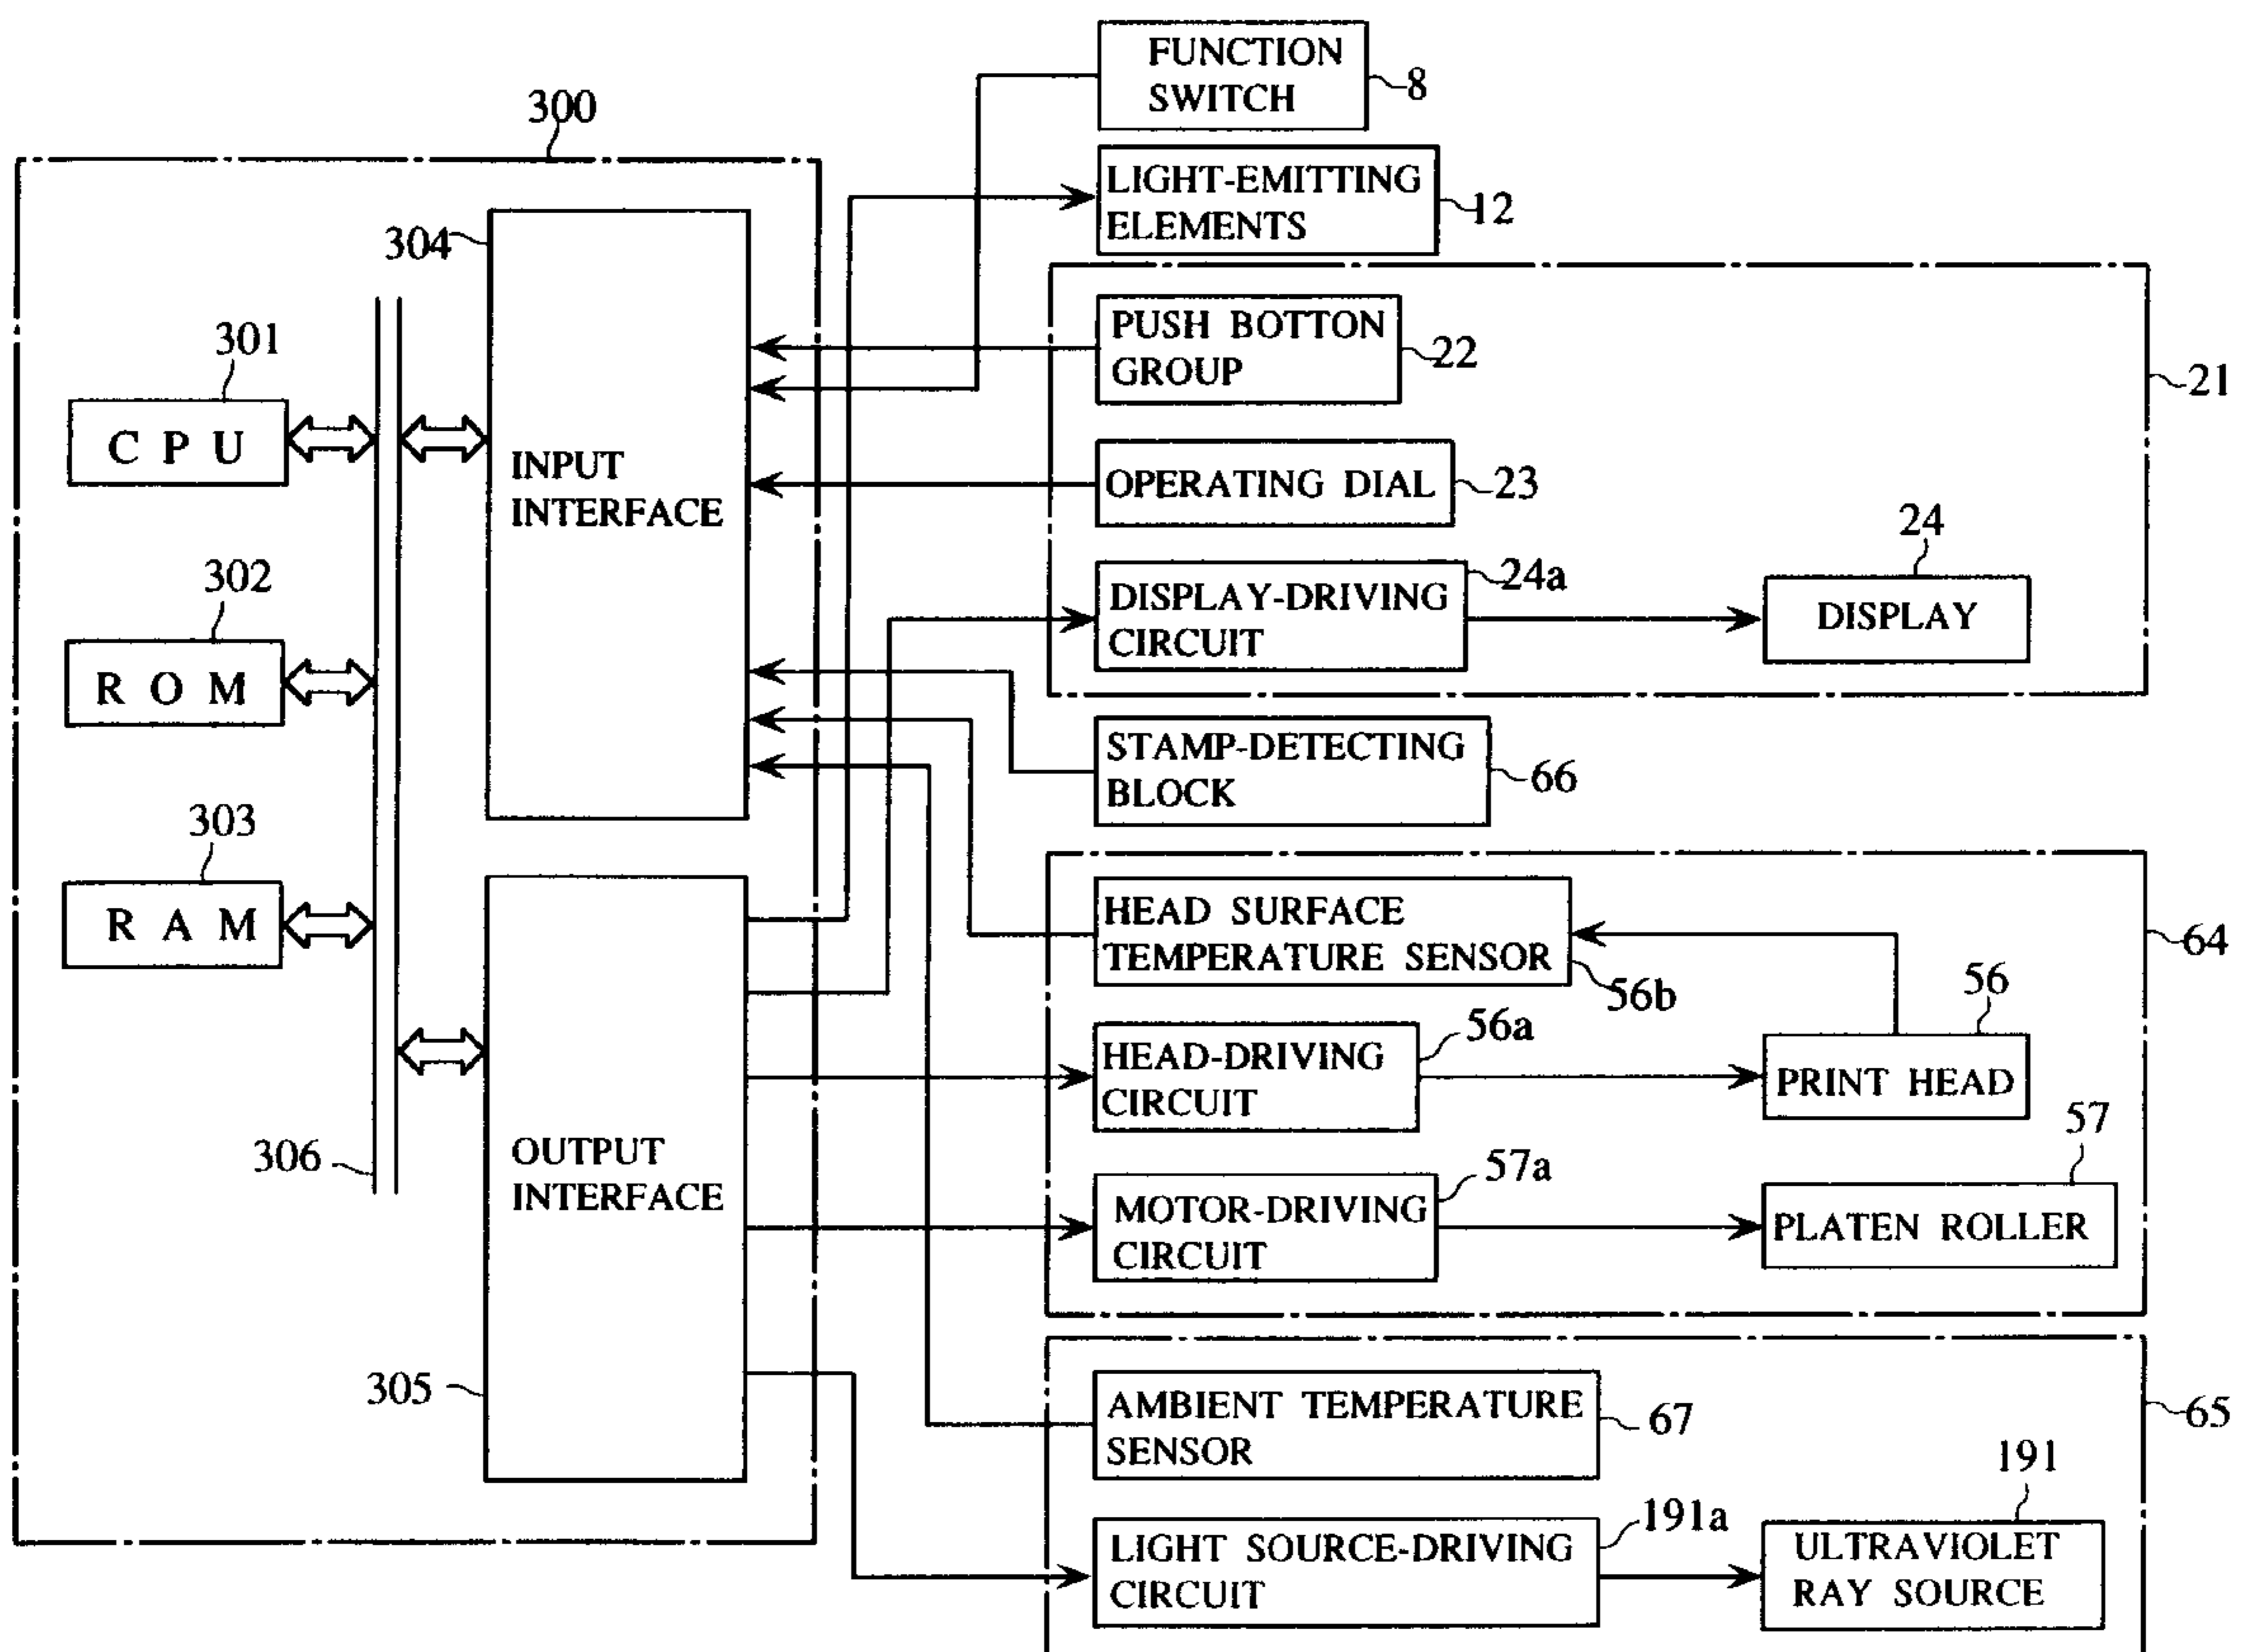 FUNCTION
SWITCH
8
300
LIGHT-EMITTING
ELEMENTS
12
304
INPUT
INTERFACE
301
C P U
302
R O M
303
R A M
306
OUTPUT
INTERFACE
305
PUSH BOTTON
GROUP
22
21
OPERATING DIAL
23
DISPLAY-DRIVING
CIRCUIT
24a
24
DISPLAY
STAMP-DETECTING
BLOCK
66
HEAD SURFACE
TEMPERATURE SENSOR
56b
64
HEAD-DRIVING
CIRCUIT
56a
56
PRINT HEAD
MOTOR-DRIVING
CIRCUIT
57a
57
PLATEN ROLLER
AMBIENT TEMPERATURE
SENSOR
67
65
LIGHT SOURCE-DRIVING
CIRCUIT
191a
191
ULTRAVIOLET
RAY SOURCE